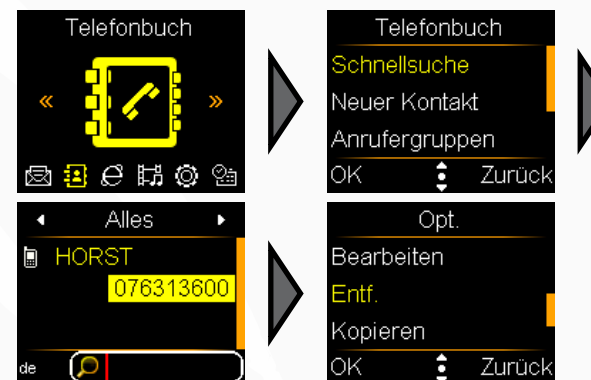 Telefonbuch
«
»
Telefonbuch
Schnellsuche
Neuer Kontakt
Anrufergruppen
OK Zurück
Alles
HORST
076313600
de
Opt.
Bearbeiten
Entf.
Kopieren
OK Zurück